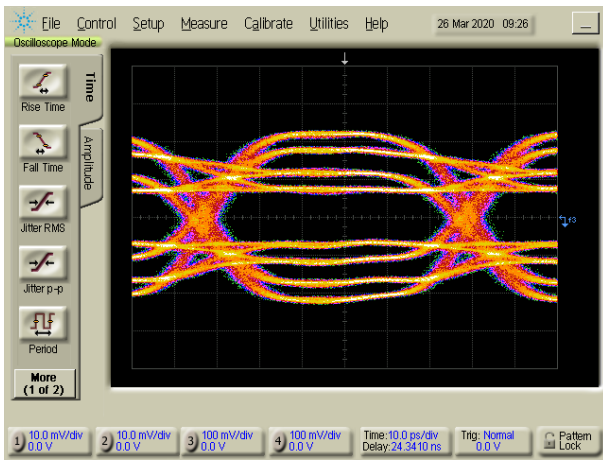 File Control Setup Measure Calibrate Utilities Help 26 Mar 2020 09:26
Oscilloscope Mode
Time
Amplitude
Rise Time
Fall Time
Jitter RMS
Jitter p-p
Period
More
(1 of 2)
f3
1) 10.0 mV/div
0.0 V
2) 10.0 mV/div
0.0 V
3) 100 mV/div
0.0 V
4) 100 mV/div
0.0 V
Time:10.0 ps/div
Delay:24.3410 ns
Trig: Normal
0.0 V
Pattern
Lock